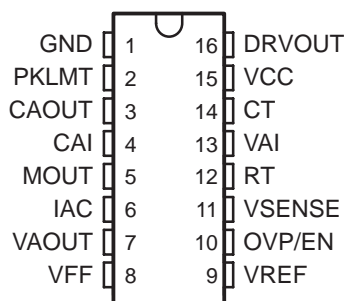 GND 1 16 DRVOUT
PKLMT 2 15 VCC
CAOUT 3 14 CT
CAI 4 13 VAI
MOUT 5 12 RT
IAC 6 11 VSENSE
VAOUT 7 10 OVP/EN
VFF 8 9 VREF